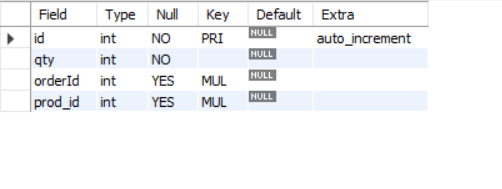 Field Type Null Key Default Extra
id int NO PRI NULL auto_increment
qty int NO NULL
orderId int YES MUL NULL
prod_id int YES MUL NULL